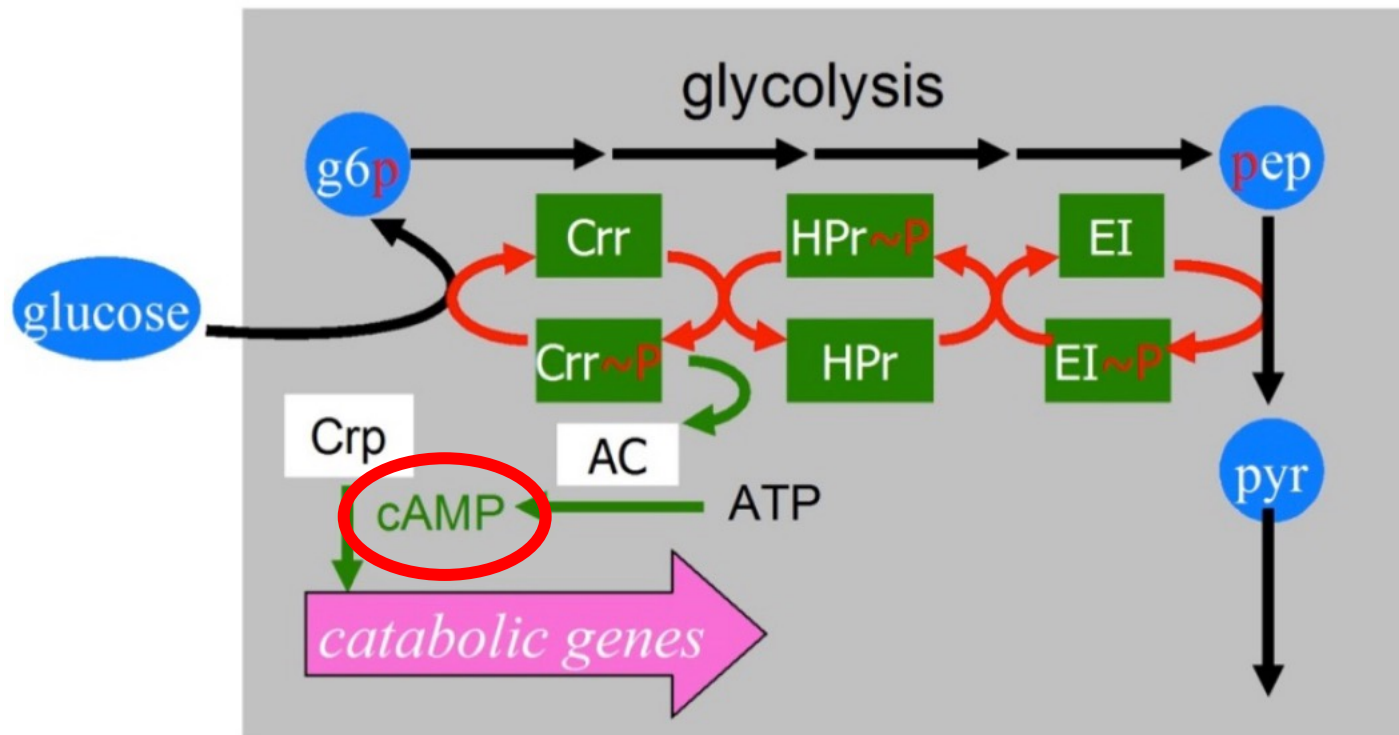 glycolysis
g6p
pep
Crr
HPr~P
EI
glucose
Crr~P
HPr
EI~P
Crp
AC
cAMP
ATP
pyr
catabolic genes